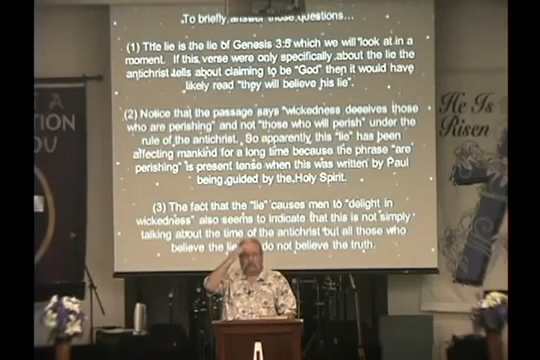 To briefly answer those questions…
(1) The lie is the lie of Genesis 3:5 which we will look at in a
moment. If this verse were only specifically about the lie the
antichrist tells about claiming to be “God” then it would have
likely read “they will believe his lie”.
(2) Notice that the passage says “wickedness deceives those
who are perishing” and not “those who will perish” under the
rule of the antichrist. So apparently this “lie” has been
affecting mankind for a long time because the phrase “are
perishing” is present tense when this was written by Paul
being guided by the Holy Spirit.
(3) The fact that the “lie” causes men to “delight in
wickedness” also seems to indicate that this is not simply
talking about the time of the antichrist but all those who
believe the lie do not believe the truth.
He Is
Risen
A
TION
OU
A